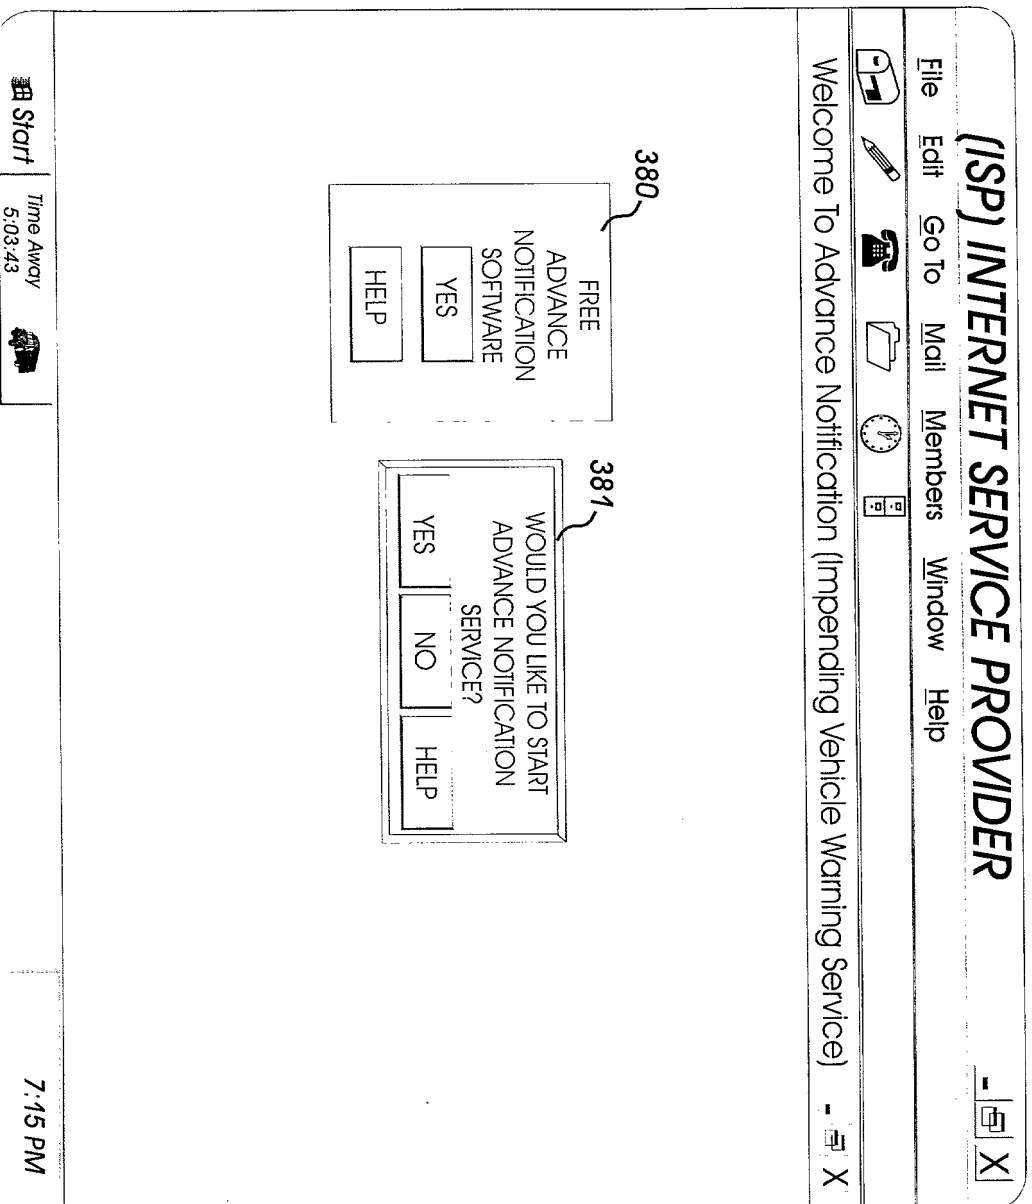 (ISP) INTERNET SERVICE PROVIDER - X
File Edit Go To Mail Members Window Help
Welcome To Advance Notification (Impending Vehicle Warning Service) - X
380
FREE
ADVANCE
NOTIFICATION
SOFTWARE
YES
HELP
381
WOULD YOU LIKE TO START
ADVANCE NOTIFICATION
SERVICE?
YES NO HELP
Start
Time Away
5:03:43
7:15 PM